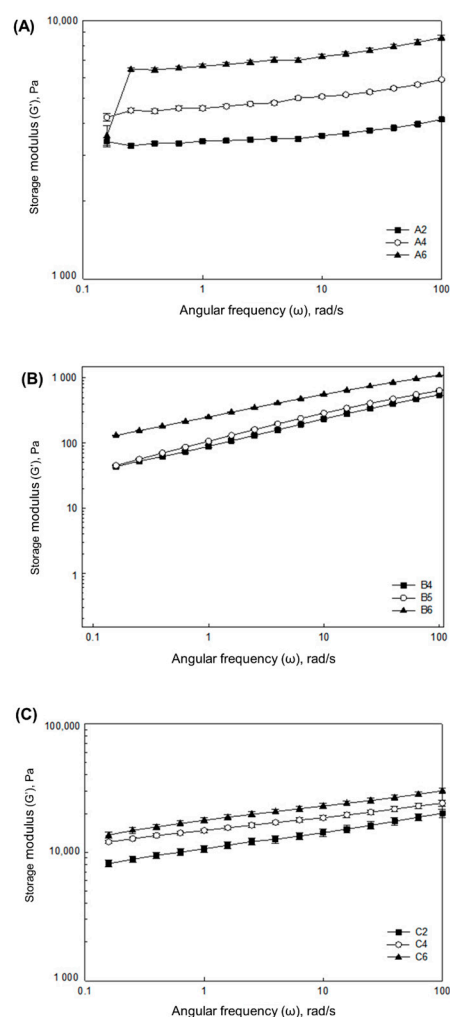 (A)
10,000
Storage modulus (G'), Pa
1 000
0.1 1 10 100
A2
A4
A6
Angular frequency (ω), rad/s
(B)
1 000
100
10
1
Storage modulus (G'), Pa
0.1 1 10 100
B4
B5
B6
Angular frequency (ω), rad/s
(C)
100,000
10,000
1 000
Storage modulus (G'), Pa
0.1 1 10 100
C2
C4
C6
Angular frequency (ω), rad/s